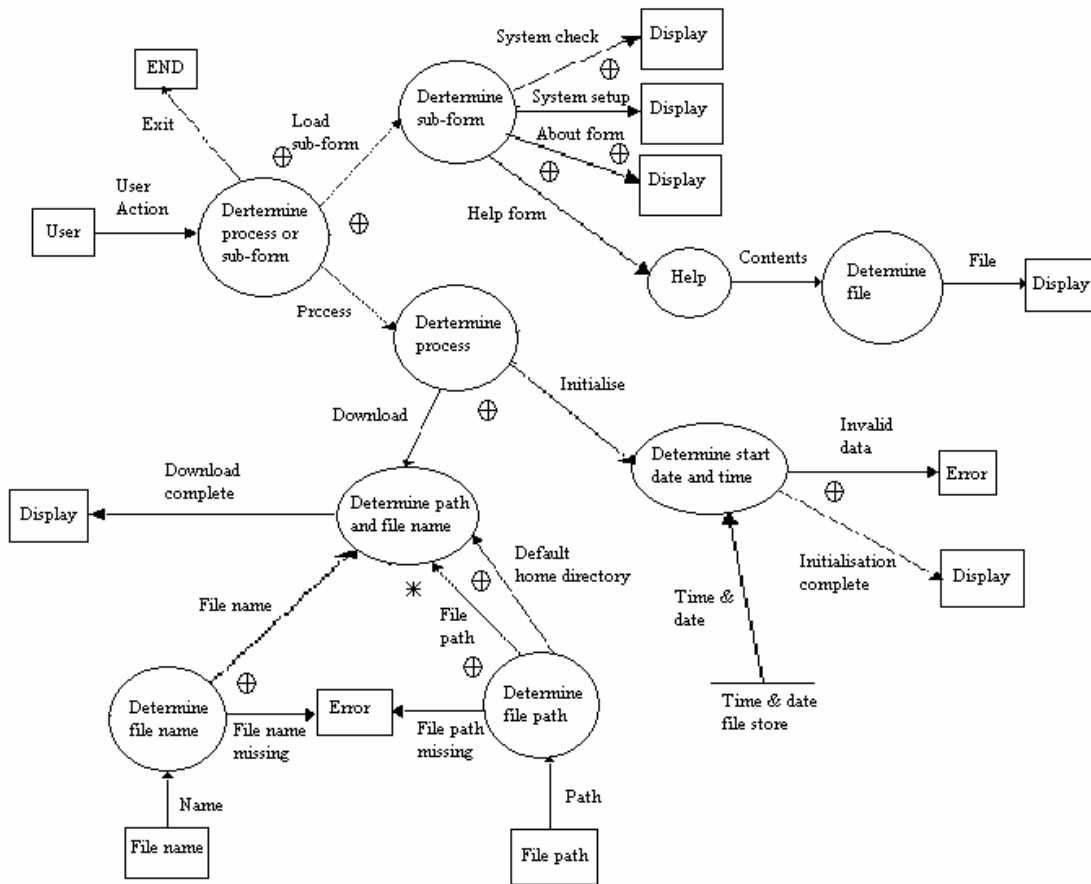 System check
Display
END
Dertermine
sub-form
System setup
Display
Exit
Load
sub-form
About form
Display
User
Action
User
Dertermine
process or
sub-form
Help form
Help
Contents
Determine
file
File
Display
Prccess
Dertermine
process
Initialise
Download
Determine start
date and time
Invalid
data
Error
Download
complete
Display
Determine path
and file name
Default
home directory
Initialisation
complete
Display
File name
File
path
Time &
date
Determine
file name
File name
missing
Error
File path
missing
Determine
file path
Time & date
file store
Name
File name
Path
File path